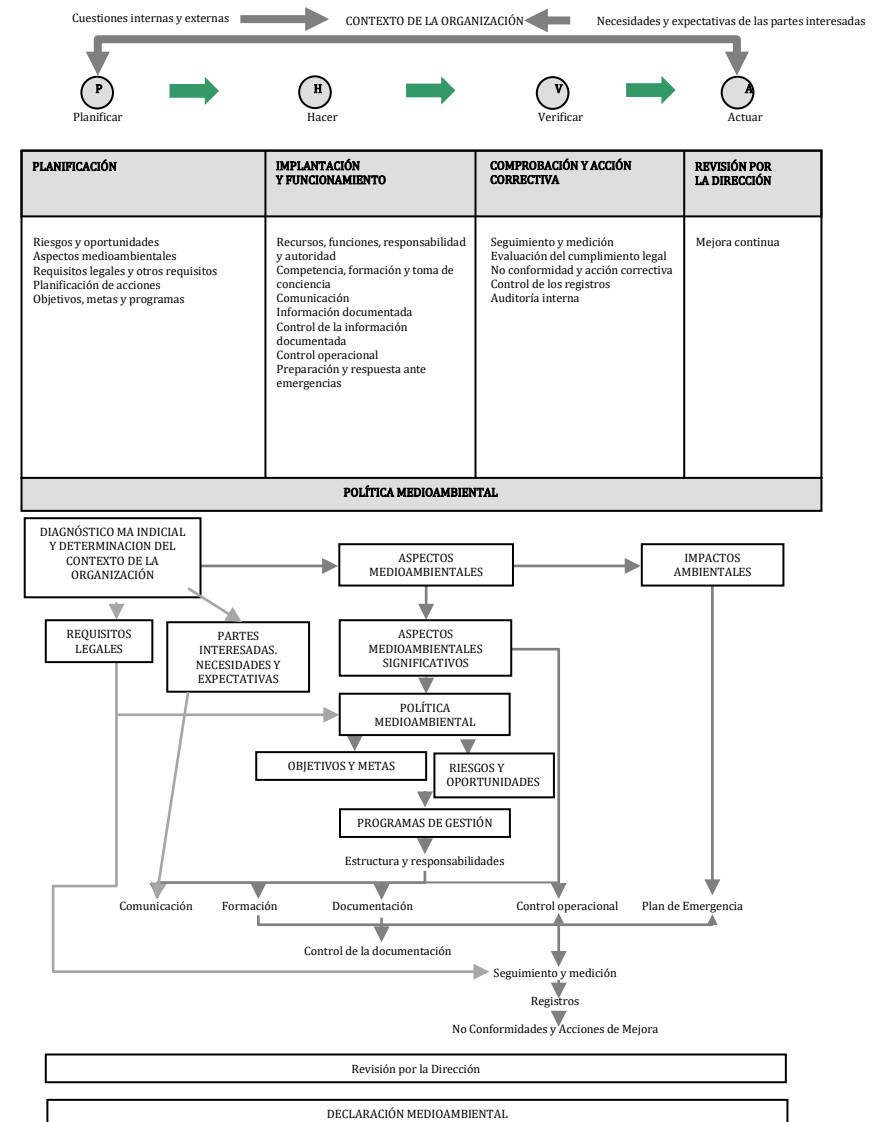 Cuestiones internas y externas
CONTEXTO DE LA ORGANIZACIÓN
Necesidades y expectativas de las partes interesadas
P
H
V
A
Planificar
Hacer
Verificar
Actuar
PLANIFICACIÓN
Riesgos y oportunidades
Aspectos medioambientales
Requisitos legales y otros requisitos
Planificación de acciones
Objetivos, metas y programas
IMPLANTACIÓN
Y FUNCIONAMIENTO
Recursos, funciones, responsabilidad
y autoridad
Competencia, formación y toma de
conciencia
Comunicación
Información documentada
Control de la información
documentada
Control operacional
Preparación y respuesta ante
emergencias
COMPROBACIÓN Y ACCIÓN
CORRECTIVA
Seguimiento y medición
Evaluación del cumplimiento legal
No conformidad y acción correctiva
Control de los registros
Auditoría interna
REVISIÓN POR
LA DIRECCIÓN
Mejora continua
POLÍTICA MEDIOAMBIENTAL
DIAGNÓSTICO MA INDICIAL
Y DETERMINACION DEL
CONTEXTO DE LA
ORGANIZACIÓN
ASPECTOS
MEDIOAMBIENTALES
IMPACTOS
AMBIENTALES
REQUISITOS
LEGALES
PARTES
INTERESADAS.
NECESIDADES Y
EXPECTATIVAS
ASPECTOS
MEDIOAMBIENTALES
SIGNIFICATIVOS
POLÍTICA
MEDIOAMBIENTAL
OBJETIVOS Y METAS
RIESGOS Y
OPORTUNIDADES
PROGRAMAS DE GESTIÓN
Estructura y responsabilidades
Comunicación
Formación
Documentación
Control operacional
Plan de Emergencia
Control de la documentación
Seguimiento y medición
Registros
No Conformidades y Acciones de Mejora
Revisión por la Dirección
DECLARACIÓN MEDIOAMBIENTAL